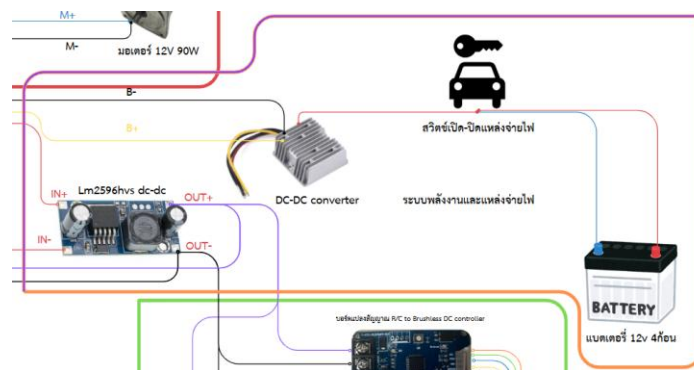 M+
M-
มอเตอร์ 12V 90W
B-
B+
สวิตช์เปิด-ปิดแหล่งจ่ายไฟ
DC-DC converter
ระบบพลังงานและแหล่งจ่ายไฟ
Lm2596hvs dc-dc
IN+
OUT+
IN-
OUT-
BATTERY
แบตเตอรี่ 12v 4ก้อน
บอร์ดแปลงสัญญาณ R/C to Brushless DC controller